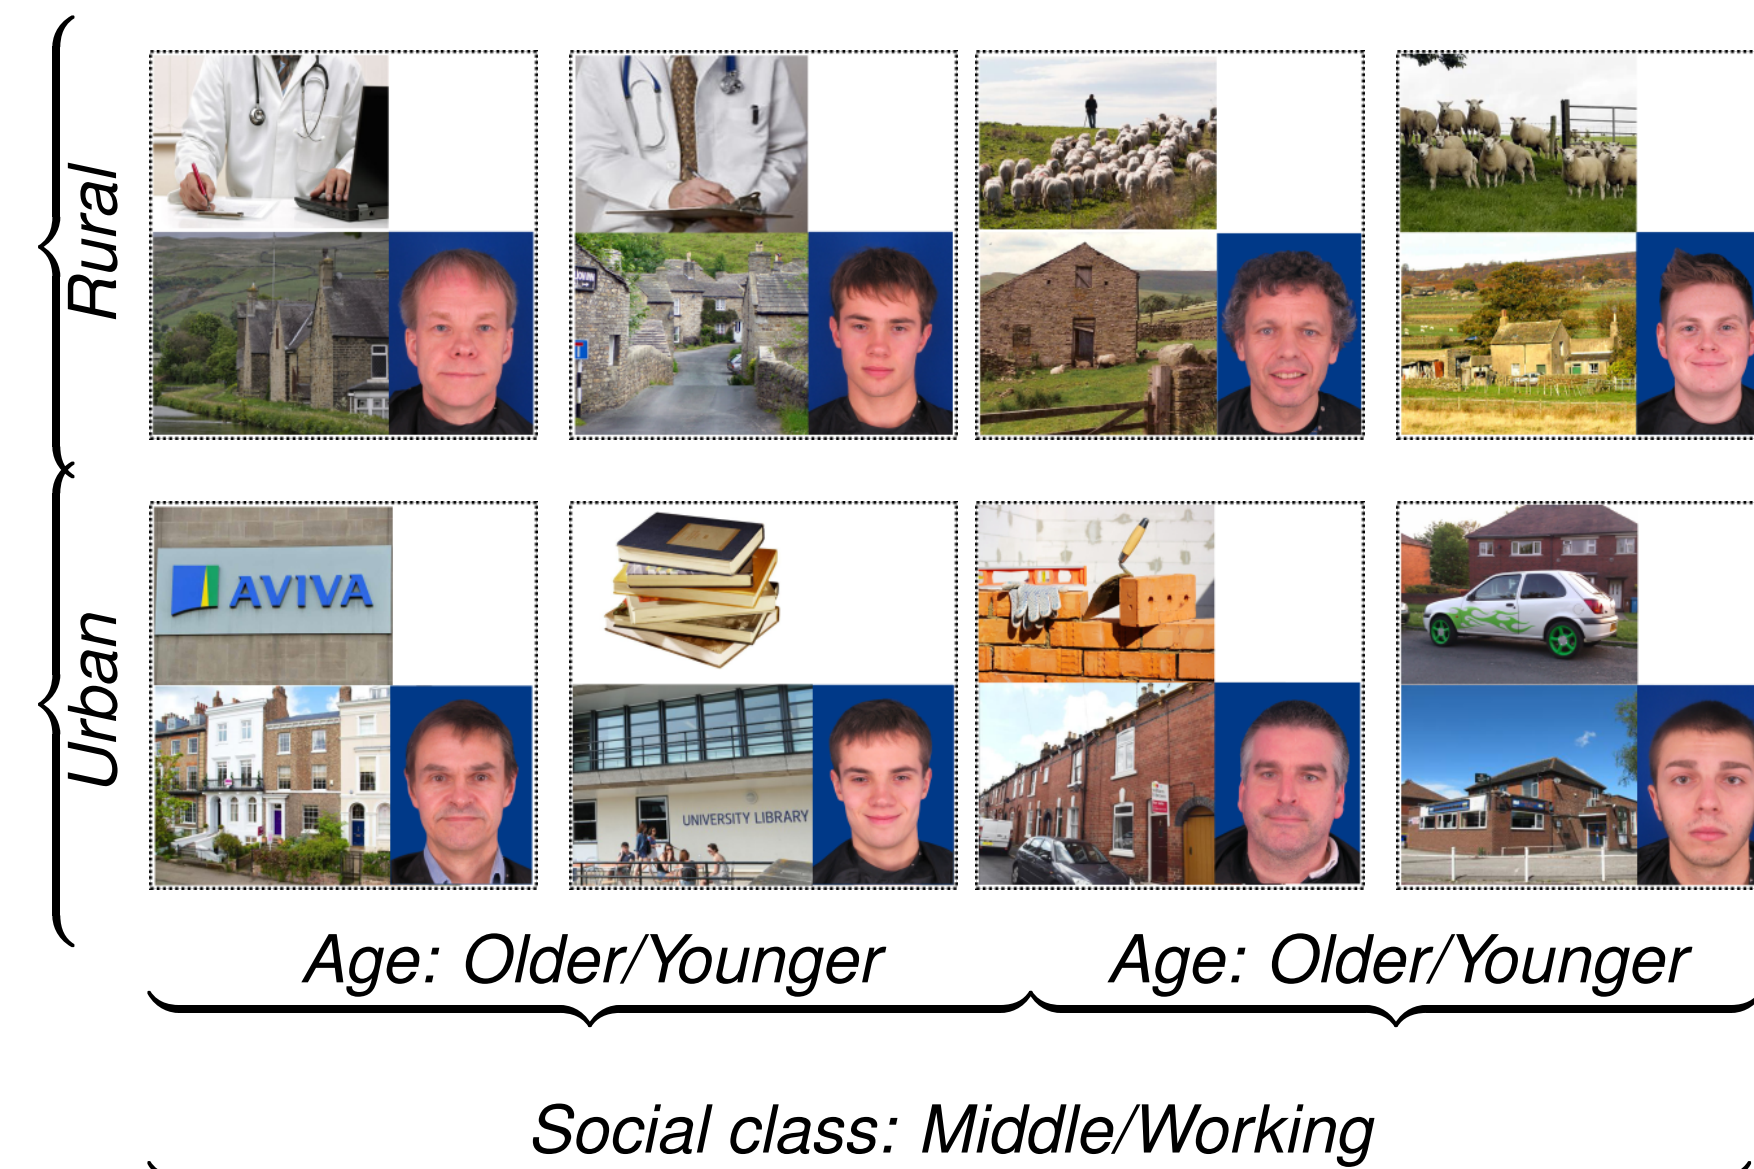 Rural
AVIVA
UNIVERSITY LIBRARY
Urban
Age: Older/Younger
Age: Older/Younger
Social class: Middle/Working